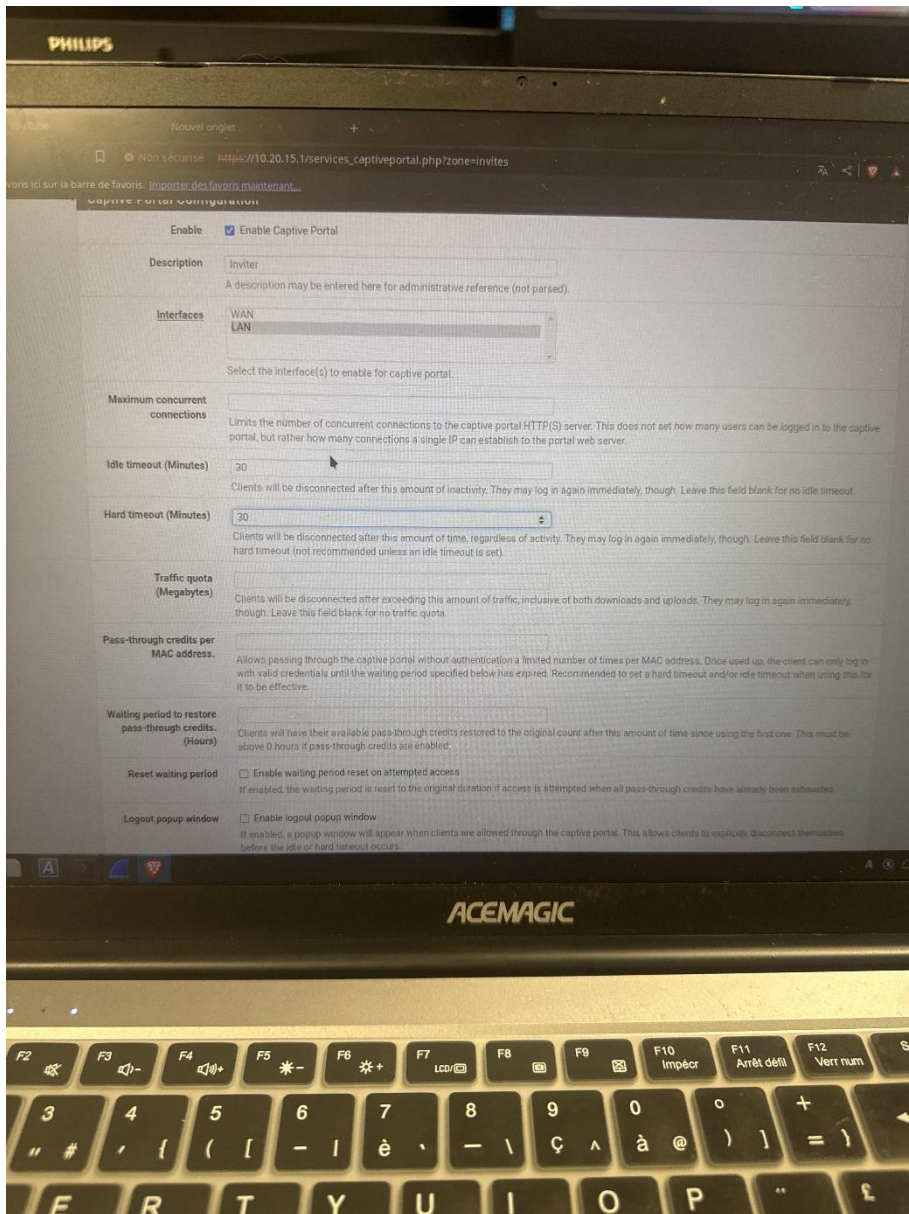 PHILIPS
Nouvel onglet +
Non sécurisé https://10.20.15.1/services_captiveportal.php?zone=invites
voris ici sur la barre de favoris. Importer des favoris maintenant...
Captive Portal Configuration
Enable Enable Captive Portal
Description Inviter
A description may be entered here for administrative reference (not parsed).
Interfaces WAN
LAN
Select the interface(s) to enable for captive portal.
Maximum concurrent
connections
Limits the number of concurrent connections to the captive portal HTTP(S) server. This does not set how many users can be logged in to the captive
portal, but rather how many connections a single IP can establish to the portal web server.
Idle timeout (Minutes) 30
Clients will be disconnected after this amount of inactivity. They may log in again immediately, though. Leave this field blank for no idle timeout.
Hard timeout (Minutes) 30
Clients will be disconnected after this amount of time, regardless of activity. They may log in again immediately, though. Leave this field blank for no
hard timeout (not recommended unless an idle timeout is set).
Traffic quota
(Megabytes)
Clients will be disconnected after exceeding this amount of traffic, inclusive of both downloads and uploads. They may log in again immediately,
though. Leave this field blank for no traffic quota.
Pass-through credits per
MAC address.
Allows passing through the captive portal without authentication a limited number of times per MAC address. Once used up, the client can only log in
with valid credentials until the waiting period specified below has expired. Recommended to set a hard timeout and/or idle timeout when using this for
it to be effective.
Waiting period to restore
pass-through credits.
(Hours)
Clients will have their available pass-through credits restored to the original count after this amount of time since using the first one. This must be
above 0 hours if pass-through credits are enabled.
Reset waiting period Enable waiting period reset on attempted access
If enabled, the waiting period is reset to the original duration if access is attempted when all pass-through credits have already been exhausted.
Logout popup window Enable logout popup window
If enabled, a popup window will appear when clients are allowed through the captive portal. This allows clients to explicitly disconnect themselves
before the idle or hard timeout occurs.
A A
ACEMAGIC
F2 F3 F4 F5 F6 F7 LCD/ F8 F9 F10 Impécr F11 Arrêt défil F12 Verr num S
3 4 5 6 7 8 9 0 ° +
" # ' { ( [ - | è ` _ \ ç ^ à @ ) ] = }
E R T Y U I O P ¨ £